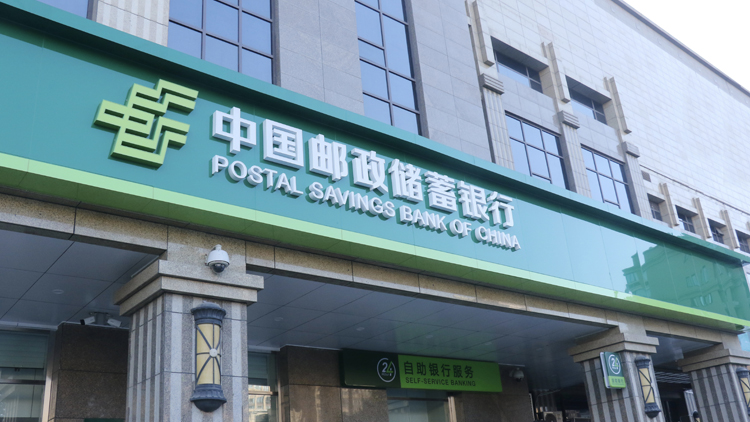 中国邮政储蓄银行
POSTAL SAVINGS BANK OF CHINA
24
自助银行服务
SELF-SERVICE BANKING